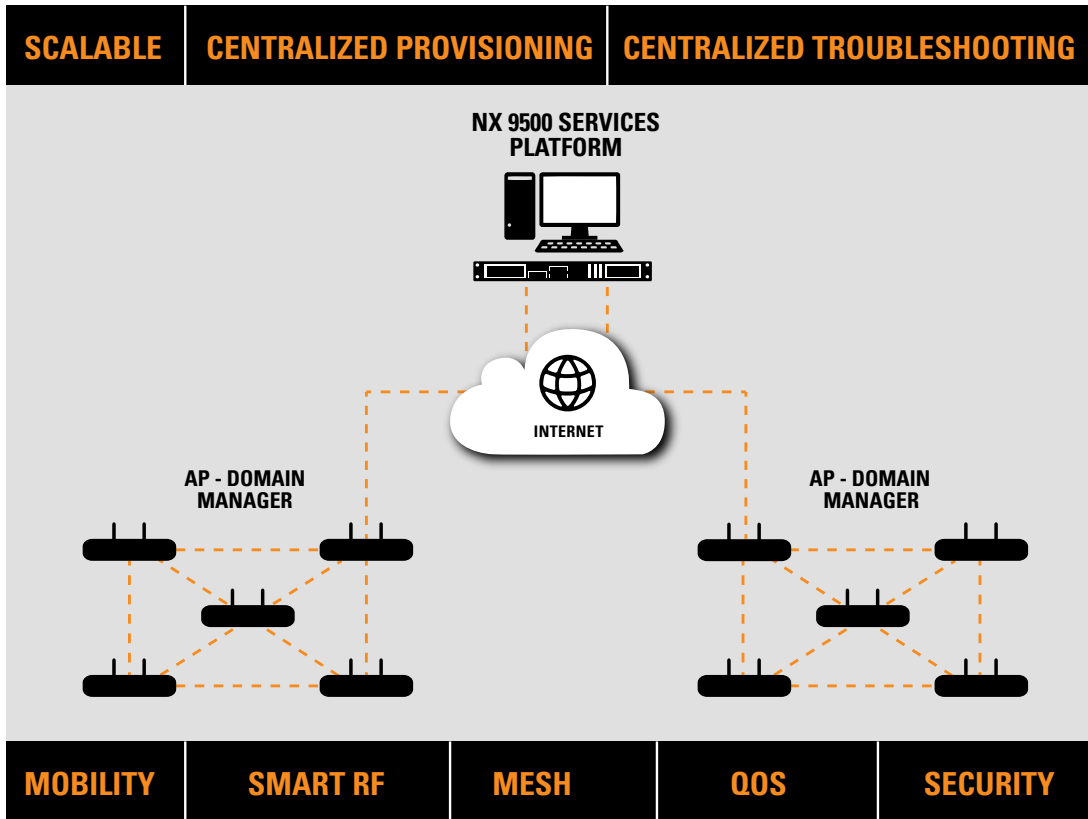 SCALABLE
CENTRALIZED PROVISIONING
CENTRALIZED TROUBLESHOOTING
NX 9500 SERVICES
PLATFORM
INTERNET
AP - DOMAIN
MANAGER
AP - DOMAIN
MANAGER
MOBILITY
SMART RF
MESH
QOS
SECURITY